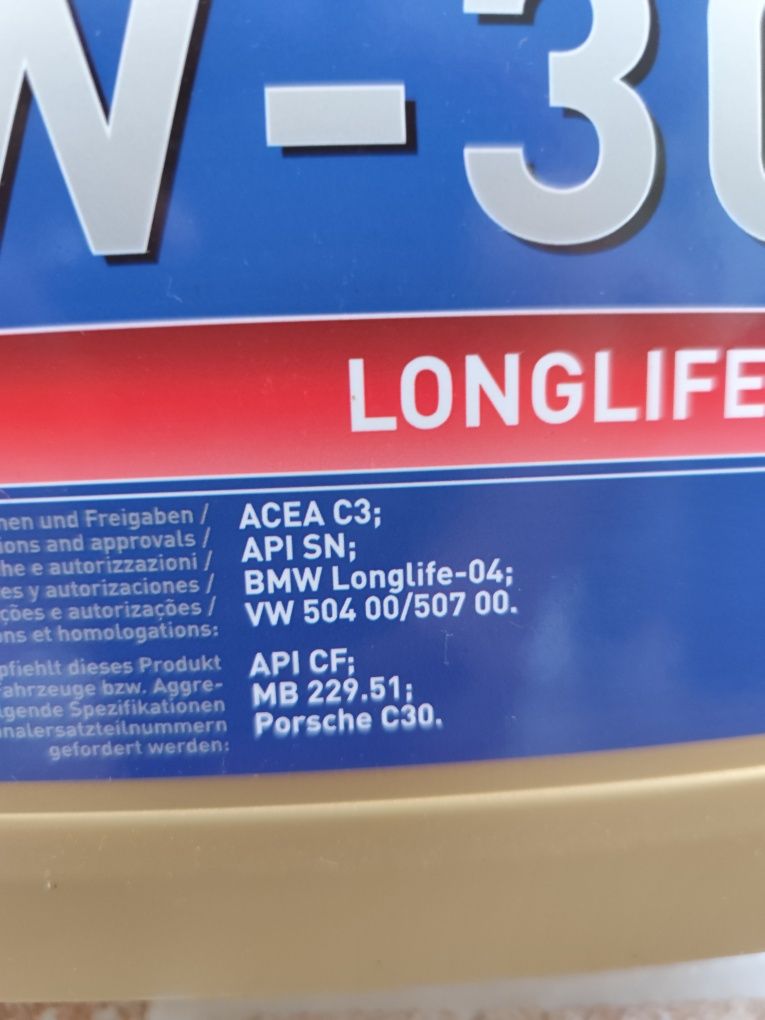 W-30
LONGLIFE
nen und Freigaben / ACEA C3;
ions and approvals / API SN;
he e autorizzazioni / BMW Longlife-04;
es y autorizaciones / VW 504 00/507 00.
ções e autorizações /
ons et homologations:
pfiehlt dieses Produkt API CF;
Fahrzeuge bzw. Aggre- MB 229.51;
lgende Spezifikationen Porsche C30.
nalersatzteilnummern
gefordert werden: